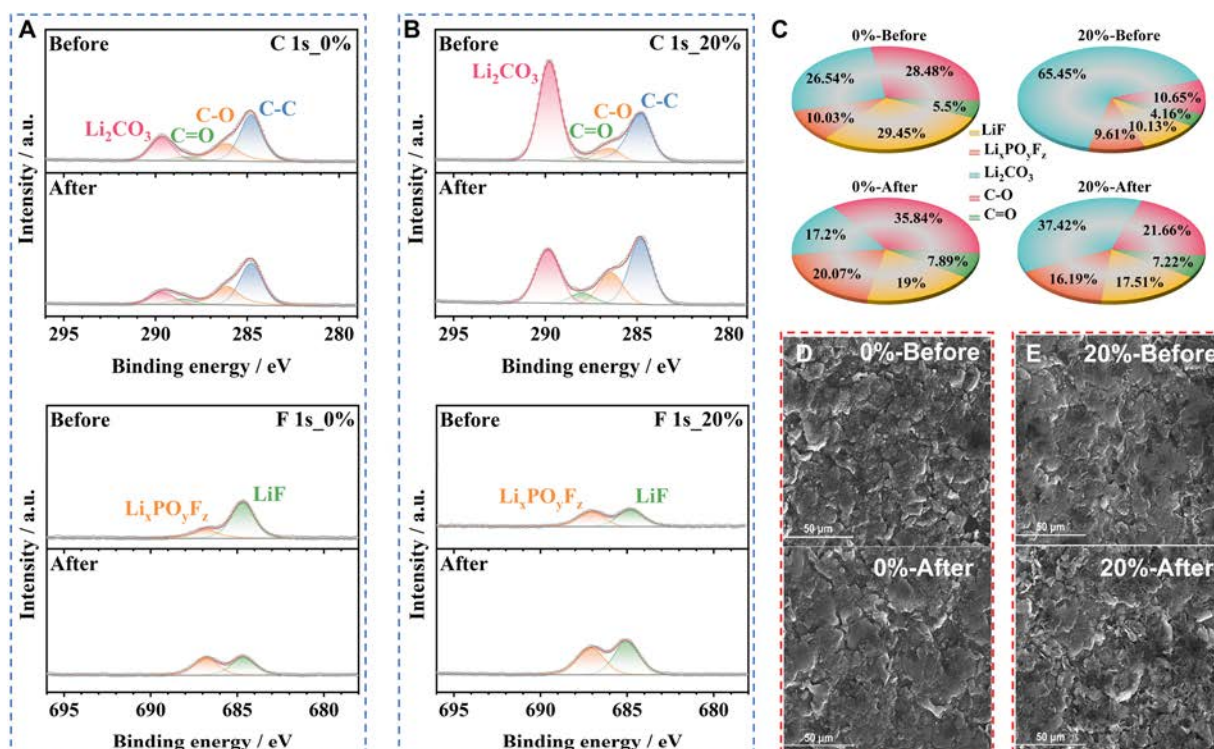 A
Before
C 1s_0%
Li₂CO₃
C=O
C-O
C-C
After
Intensity / a.u.
295
290
285
280
Binding energy / eV
Before
F 1s_0%
LiₓPOᵧF_z
LiF
After
Intensity / a.u.
695
690
685
680
Binding energy / eV
B
Before
C 1s_20%
Li₂CO₃
C=O
C-O
C-C
After
Intensity / a.u.
295
290
285
280
Binding energy / eV
Before
F 1s_20%
LiₓPOᵧF_z
LiF
After
Intensity / a.u.
695
690
685
680
Binding energy / eV
C
0%-Before
26.54%
28.48%
10.03%
5.5%
29.45%
20%-Before
65.45%
10.65%
4.16%
9.61%
10.13%
LiF
LiₓPOᵧF_z
Li₂CO₃
C-O
C=O
0%-After
35.84%
17.2%
7.89%
20.07%
19%
20%-After
37.42%
21.66%
7.22%
16.19%
17.51%
D
0%-Before
50 μm
0%-After
50 μm
E
20%-Before
50 μm
20%-After
50 μm